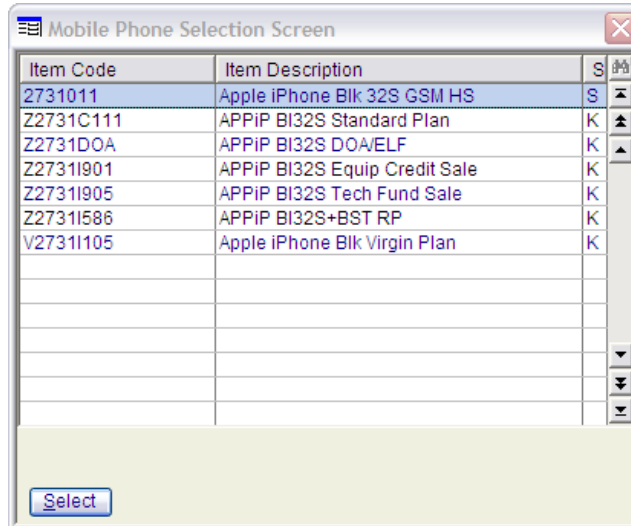 Mobile Phone Selection Screen
Item Code Item Description S
2731011 Apple iPhone Blk 32S GSM HS S
Z2731C111 APPiP Bl32S Standard Plan K
Z2731DOA APPiP Bl32S DOA/ELF K
Z2731I901 APPiP Bl32S Equip Credit Sale K
Z2731I905 APPiP Bl32S Tech Fund Sale K
Z2731I586 APPiP Bl32S+BST RP K
V2731I105 Apple iPhone Blk Virgin Plan K
Select